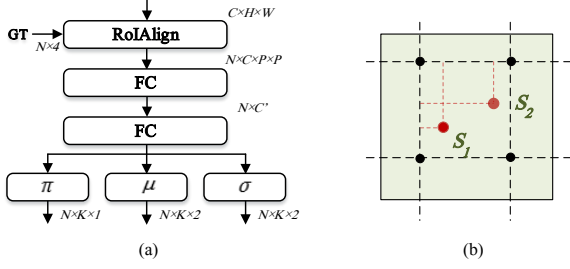 C×H×W
GT
N×4
RoIAlign
N×C×P×P
FC
N×C'
FC
π μ σ
N×K×1 N×K×2 N×K×2
(a)
S₂
S₁
(b)